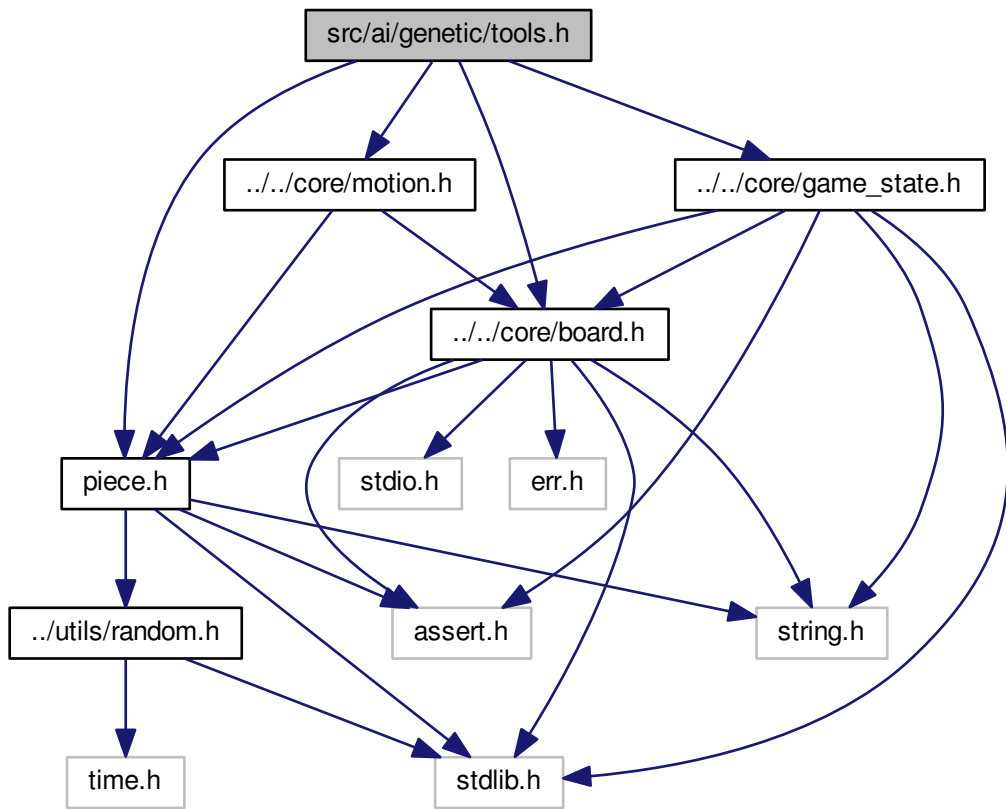 src/ai/genetic/tools.h
../../core/motion.h
../../core/game_state.h
../../core/board.h
piece.h
stdio.h
err.h
../utils/random.h
assert.h
string.h
time.h
stdlib.h